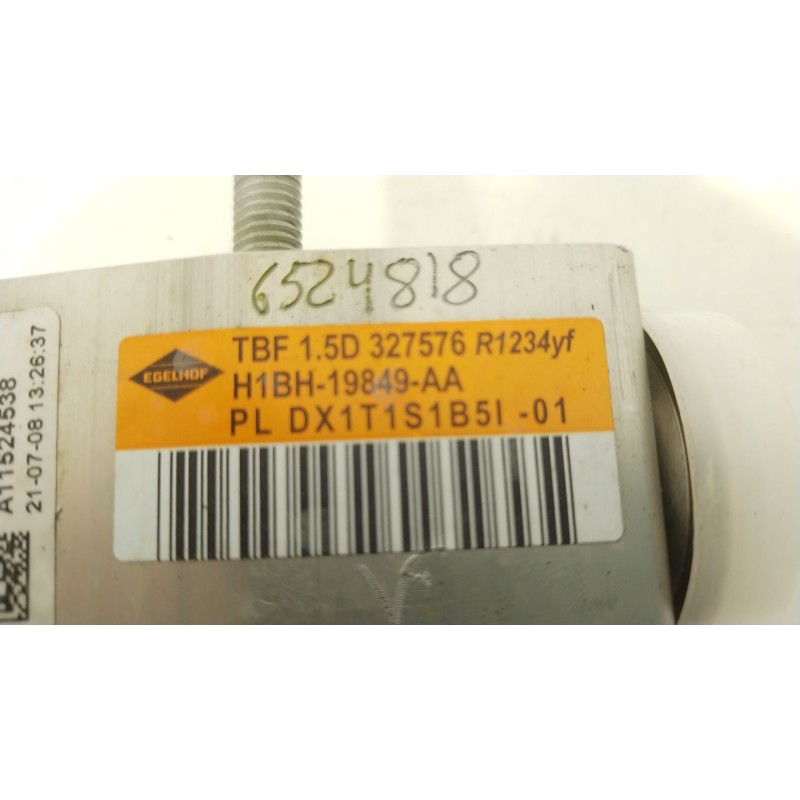 6524818
EGELHOF
TBF 1.5D 327576 R1234yf
H1BH-19849-AA
PL DX1T1S1B5I -01
A11524538
21-07-08 13:26:37